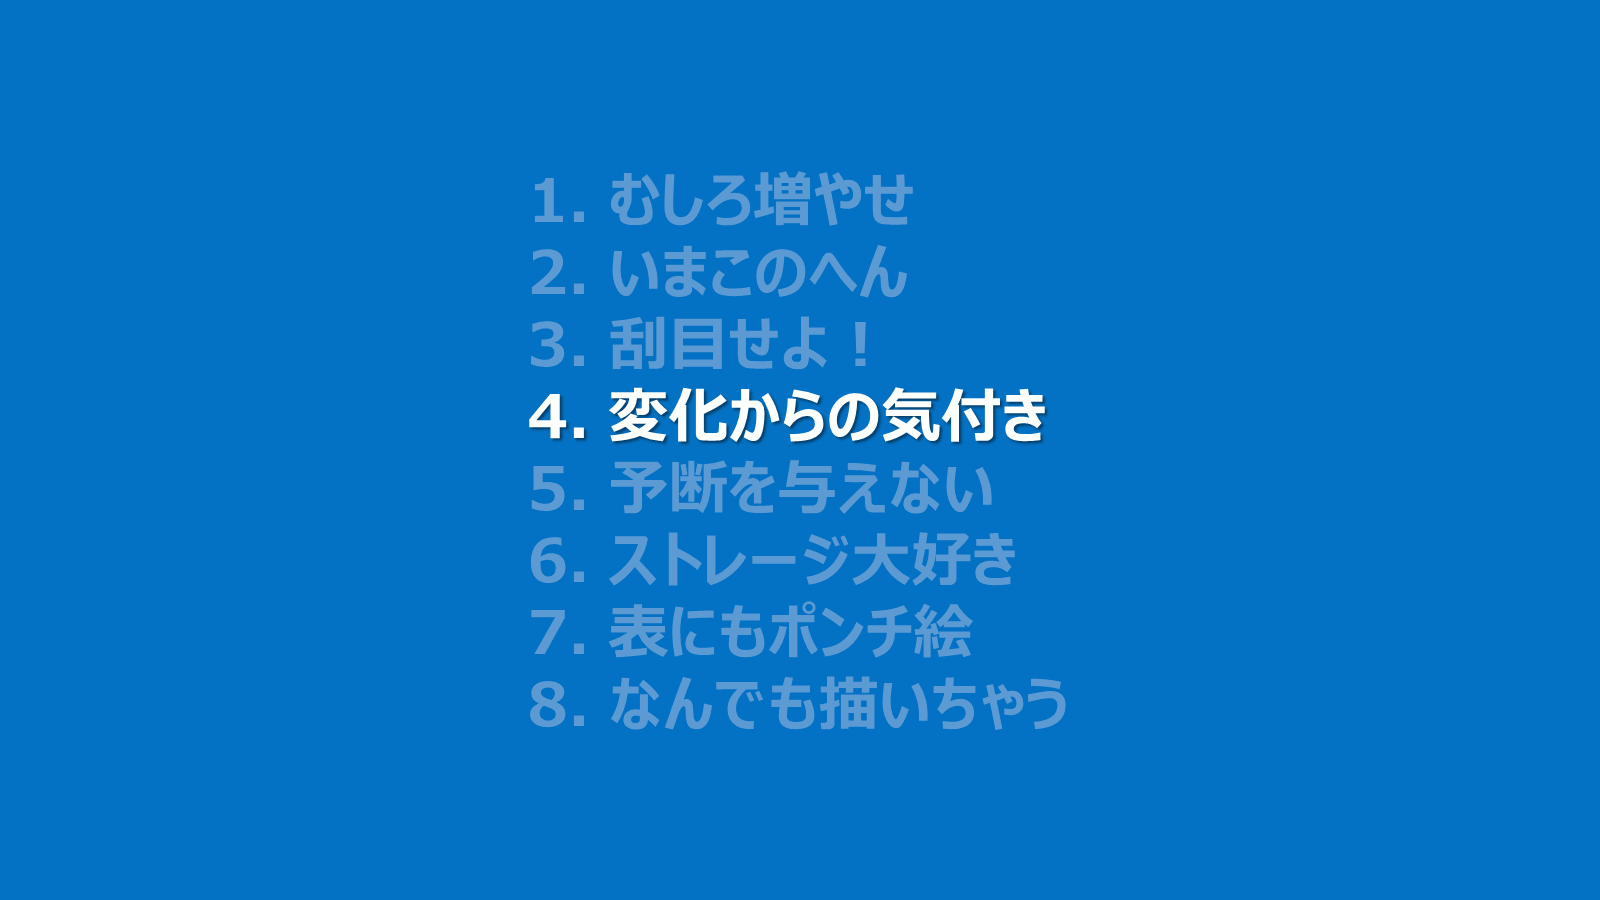 1. むしろ増やせ
2. いまこのへん
3. 刮目せよ！
4. 変化からの気付き
5. 予断を与えない
6. ストレージ大好き
7. 表にもポンチ絵
8. なんでも描いちゃう